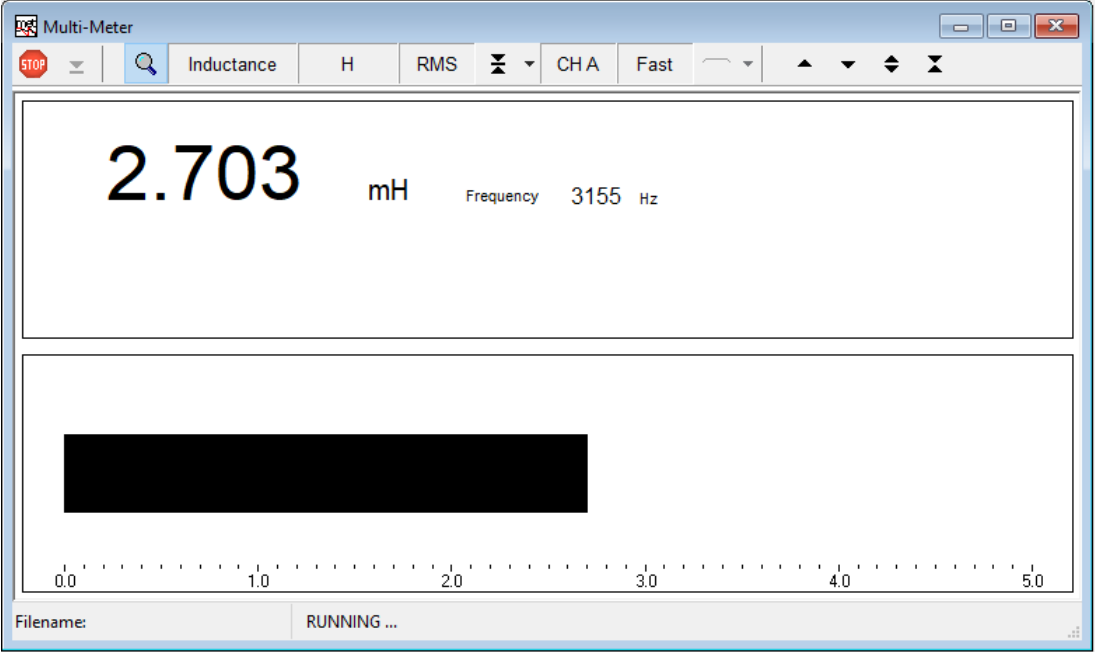 Multi-Meter
STOP Inductance H RMS CH A Fast
2.703 mH Frequency 3155 Hz
0.0 1.0 2.0 3.0 4.0 5.0
Filename: RUNNING ...